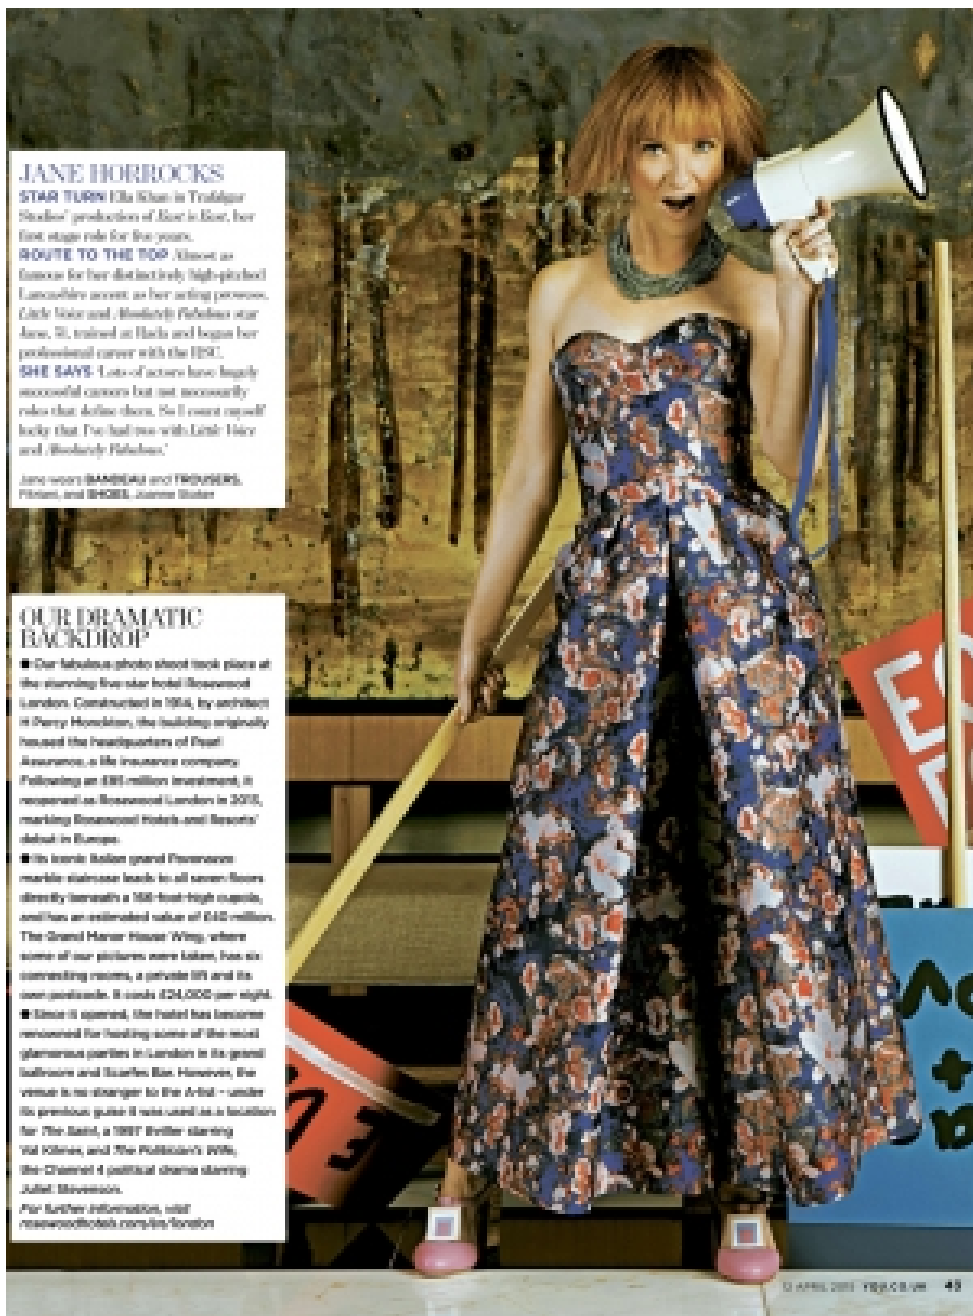 JANE HORROCKS
STAR TURN Ella Khan in Trafalgar
Studios' production of East is East, her
first stage role for five years.
ROUTE TO THE TOP Almost as
famous for her distinctively high-pitched
Lancashire accent as her acting prowess,
Little Voice and Absolutely Fabulous star
Jane, 51, trained at Rada and began her
professional career with the RSC.
SHE SAYS 'Lots of actors have hugely
successful careers but not necessarily
roles that define them. So I count myself
lucky that I've had two with Little Voice
and Absolutely Fabulous.'
Jane wears BANDEAU and TROUSERS,
and SHOES, Joanne Stoker
OUR DRAMATIC
BACKDROP
■ Our fabulous photo shoot took place at
the stunning five-star hotel Rosewood
London. Constructed in 1914, by architect
H Percy Monckton, the building originally
housed the headquarters of Pearl
Assurance, a life insurance company.
Following an £85 million investment, it
reopened as Rosewood London in 2013,
marking Rosewood Hotels and Resorts'
debut in Europe.
■ Its iconic Italian grand Pavonazzo
marble staircase leads to all seven floors
directly beneath a 166-foot-high cupola,
and has an estimated value of £40 million.
The Grand Manor House Wing, where
some of our pictures were taken, has six
connecting rooms, a private lift and its
own postcode. It costs £24,000 per night.
■ Since it opened, the hotel has become
renowned for hosting some of the most
glamorous parties in London in its grand
ballroom and Scarfes Bar. However, the
venue is no stranger to the A-list – under
its previous guise it was used as a location
for The Saint, a 1997 thriller starring
Val Kilmer, and The Politician's Wife,
the Channel 4 political drama starring
Juliet Stevenson.
For further information, visit
rosewoodhotels.com/en/london
12 APRIL 2015 YOU.CO.UK 43